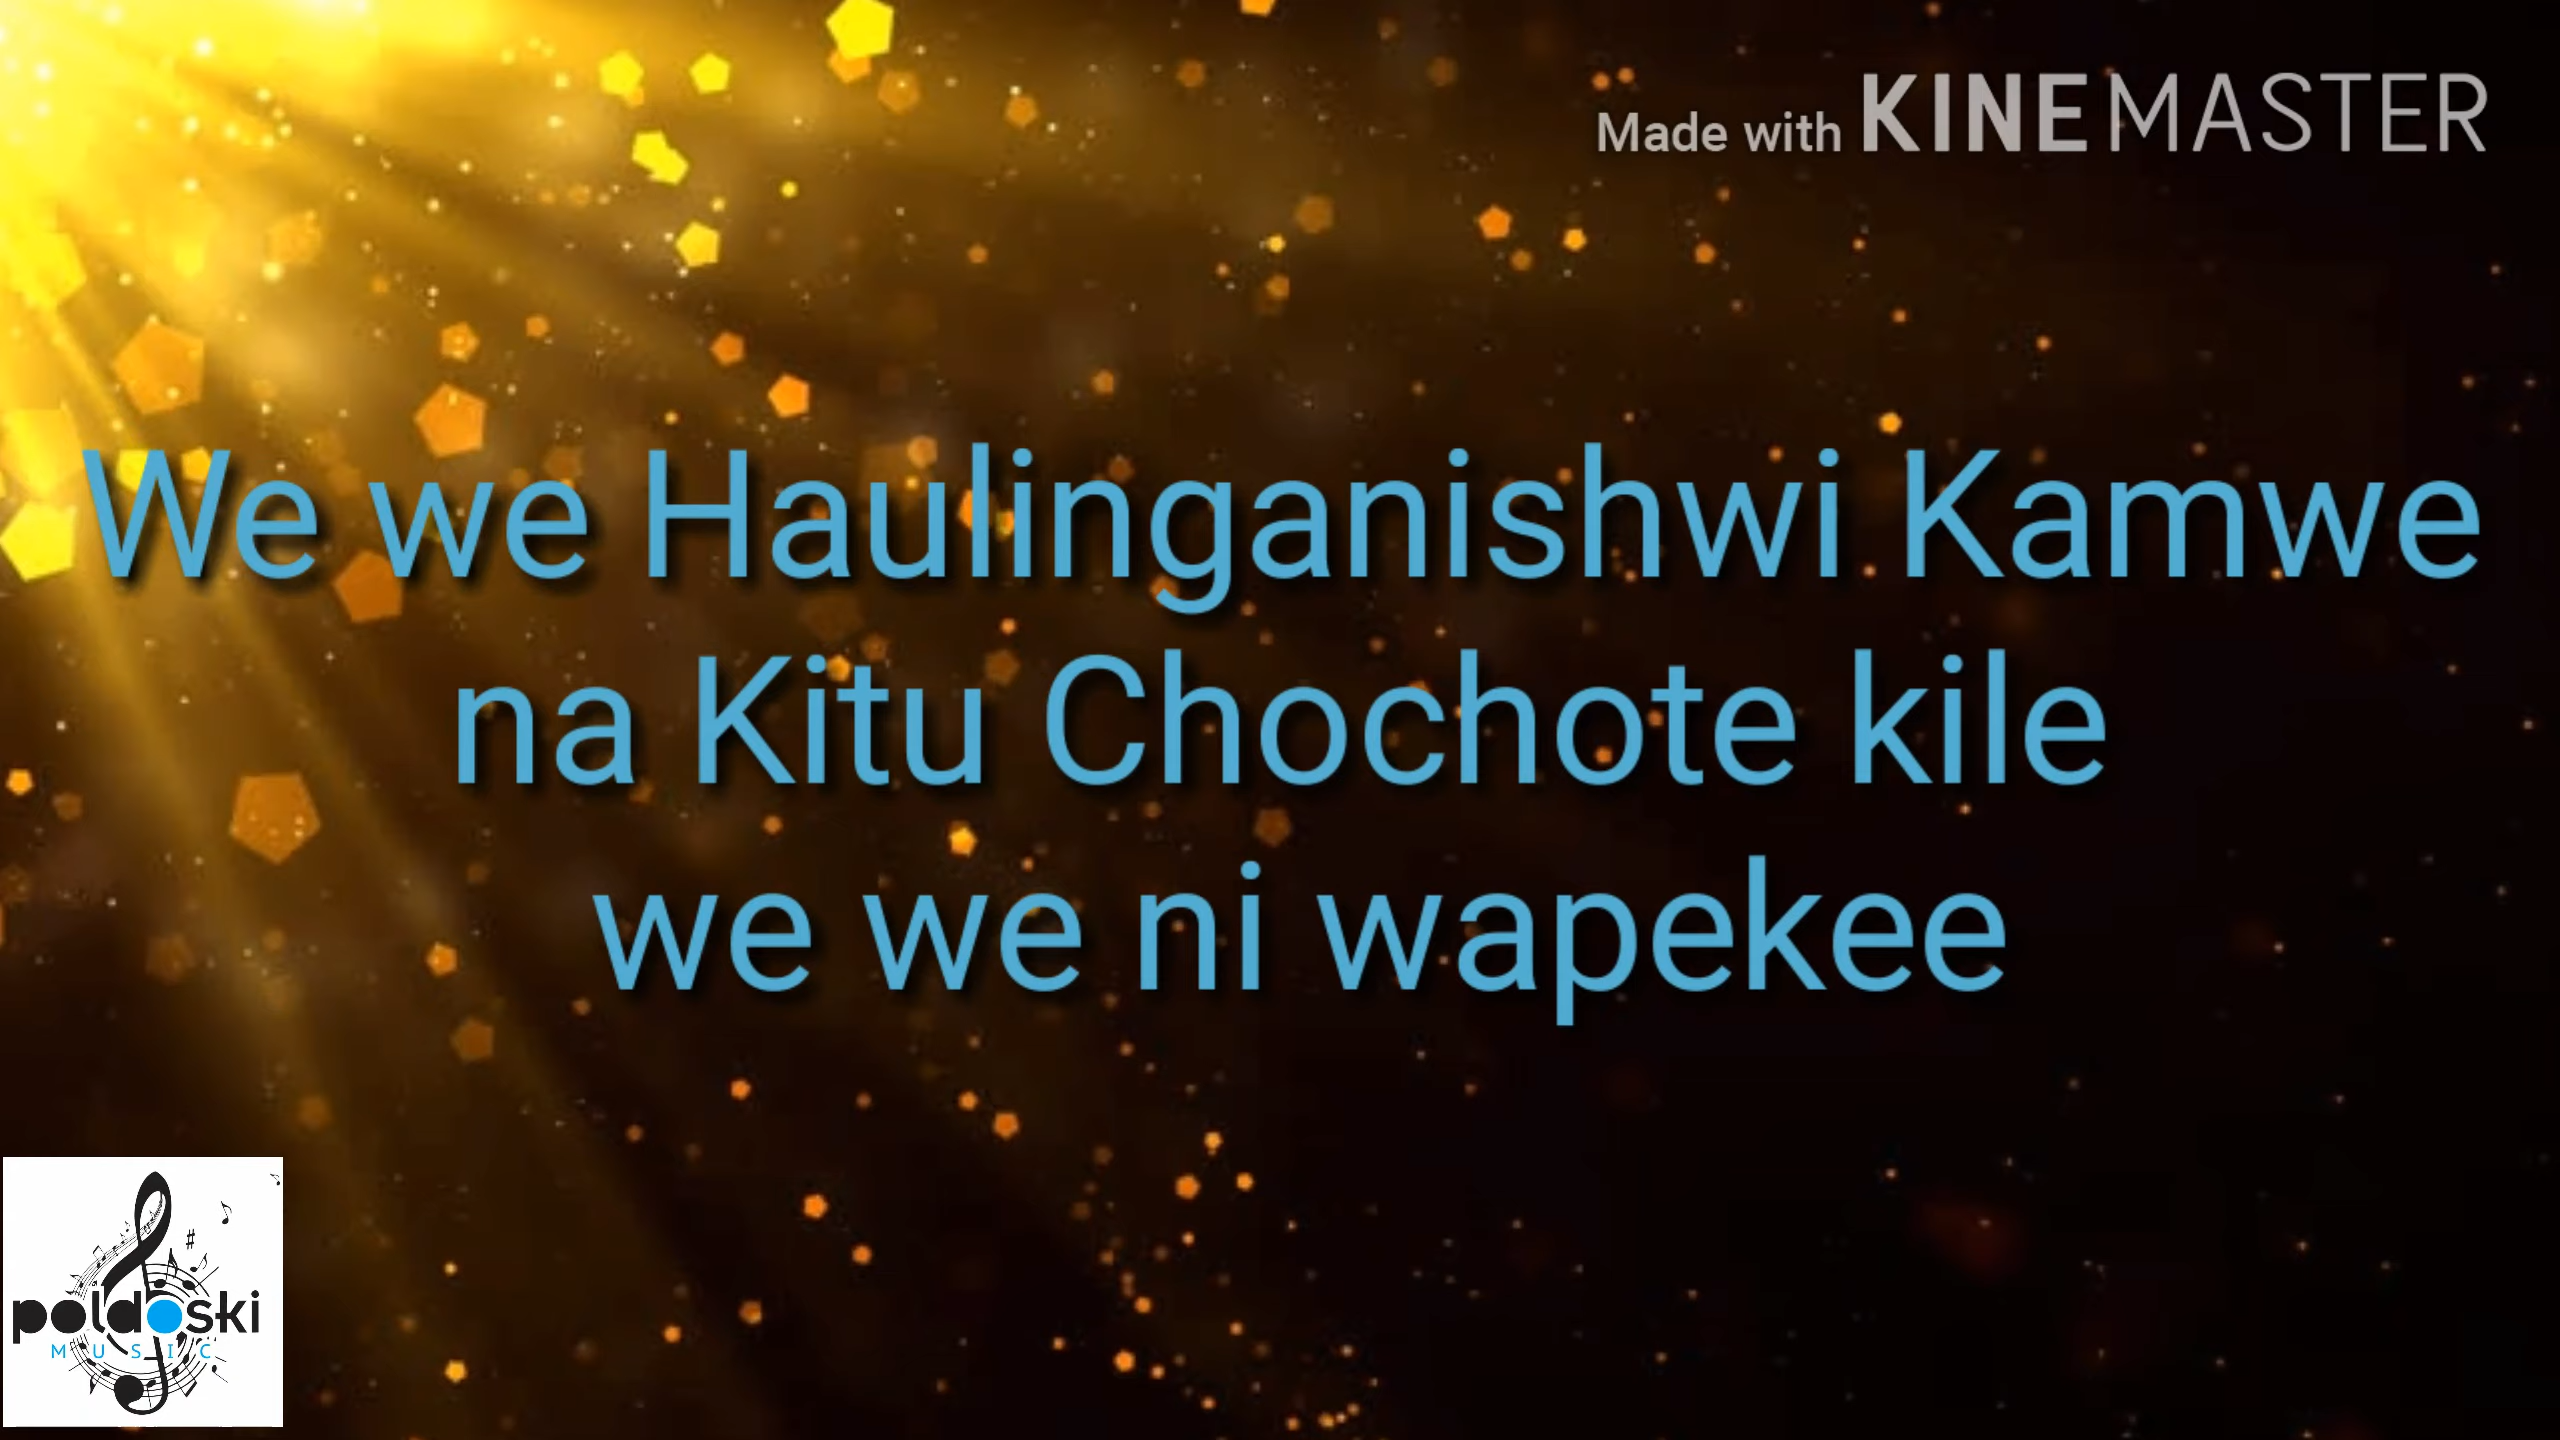 Made with KINEMASTER
We we Haulinganishwi Kamwe
na Kitu Chochote kile
we we ni wapekee
poldoski
MUSIC